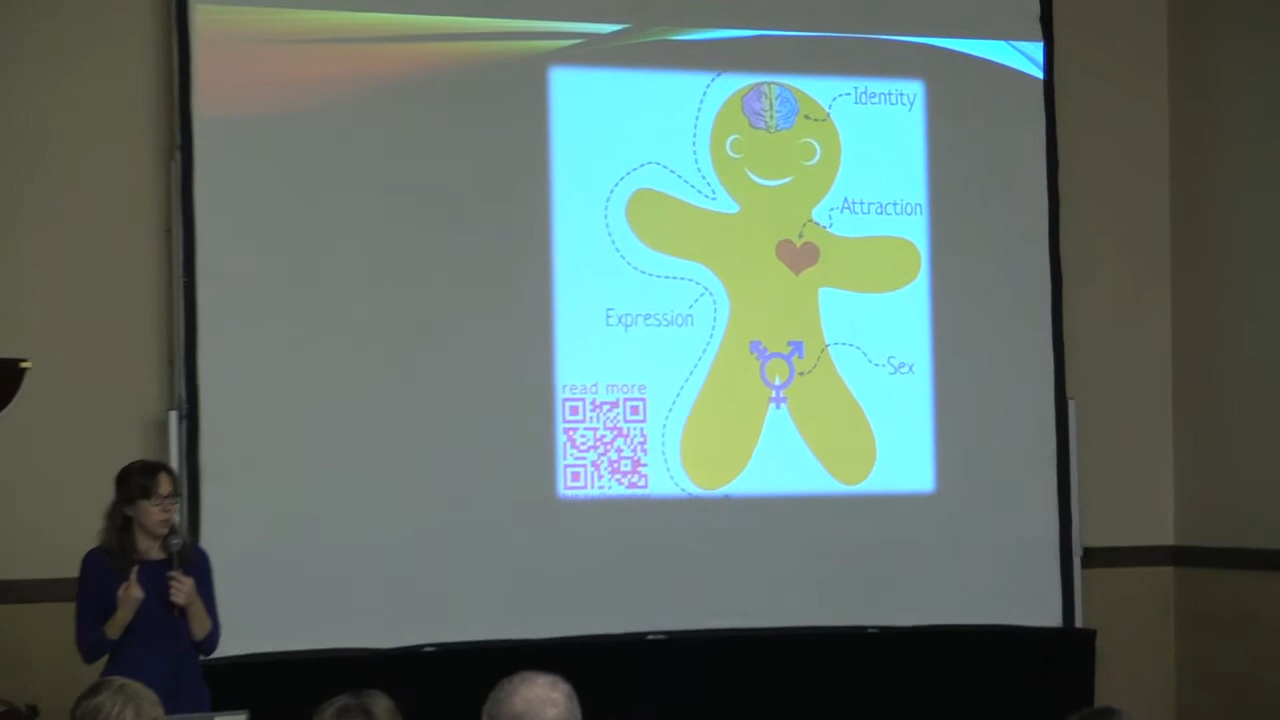 Identity
Attraction
Expression
Sex
read more